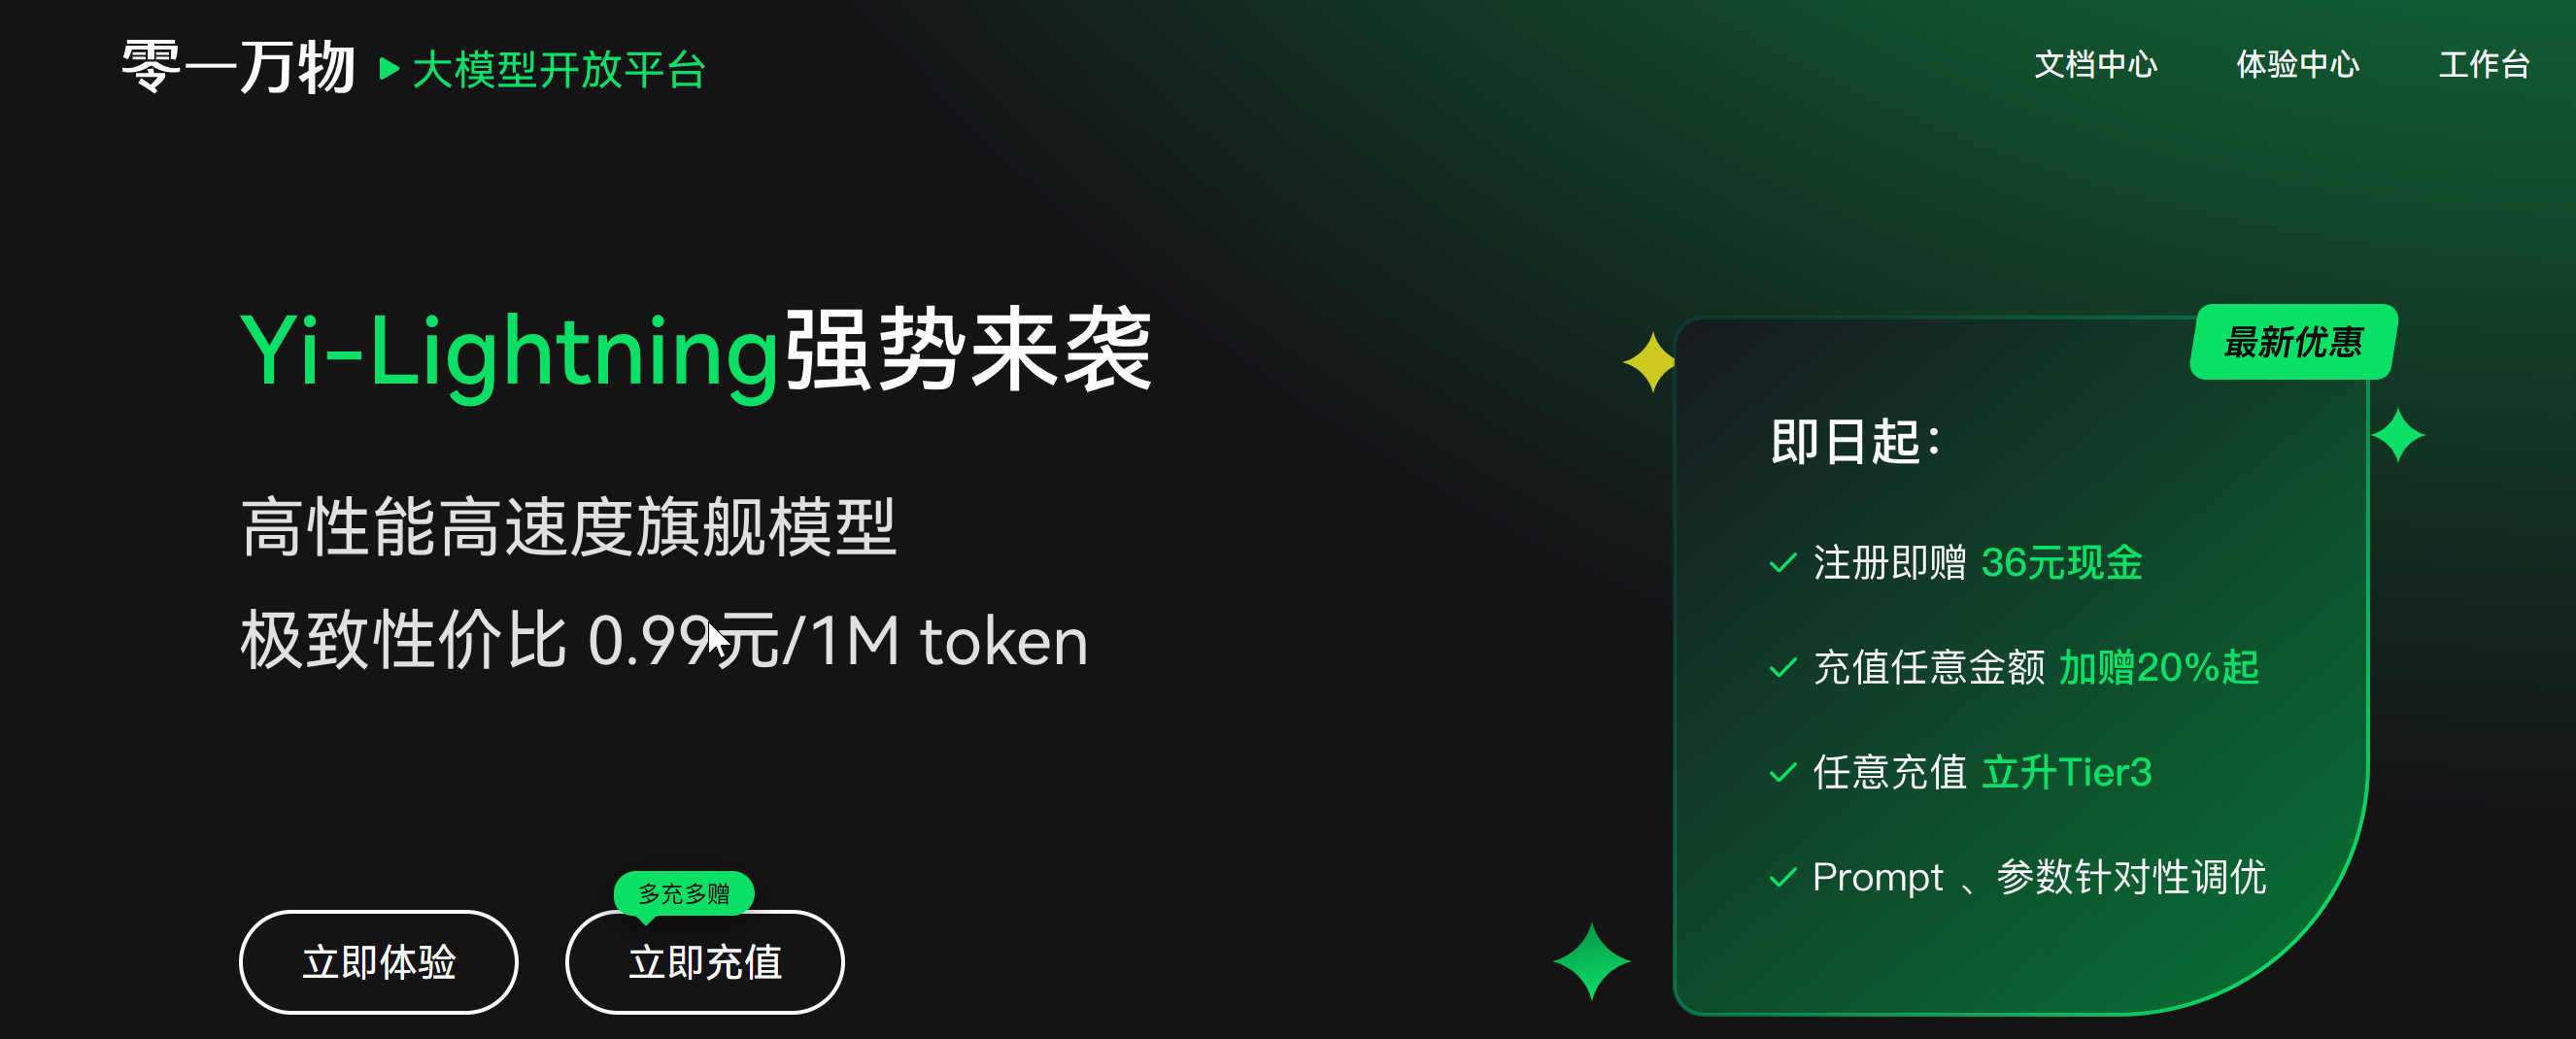 零一万物 大模型开放平台
文档中心 体验中心 工作台
Yi-Lightning强势来袭
高性能高速度旗舰模型
极致性价比 0.99元/1M token
多充多赠
立即体验 立即充值
最新优惠
即日起：
注册即赠 36元现金
充值任意金额 加赠20%起
任意充值 立升Tier3
Prompt 、参数针对性调优